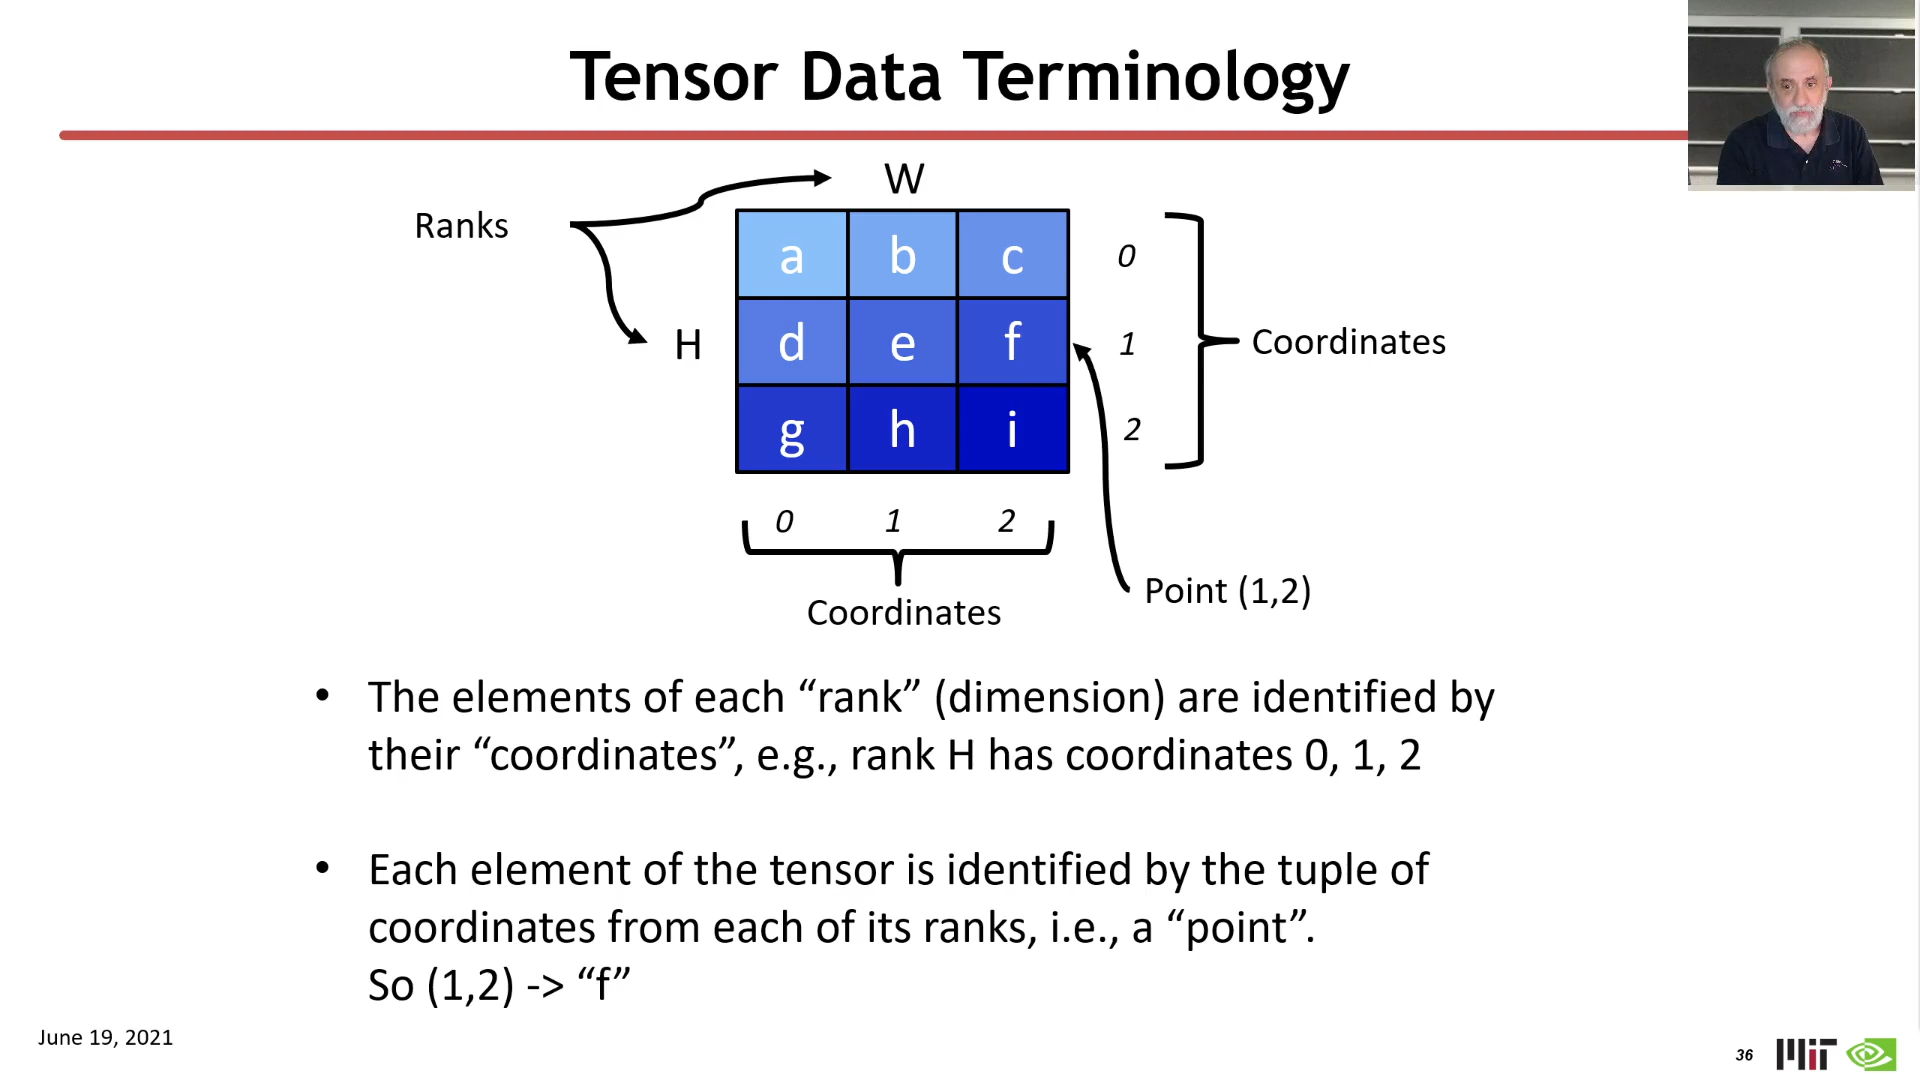 Tensor Data Terminology
W
Ranks
a b c 0
H d e f 1 Coordinates
g h i 2
0 1 2
Point (1,2)
Coordinates
• The elements of each “rank” (dimension) are identified by
their “coordinates”, e.g., rank H has coordinates 0, 1, 2
• Each element of the tensor is identified by the tuple of
coordinates from each of its ranks, i.e., a “point”.
So (1,2) -> “f”
June 19, 2021
36 MIT